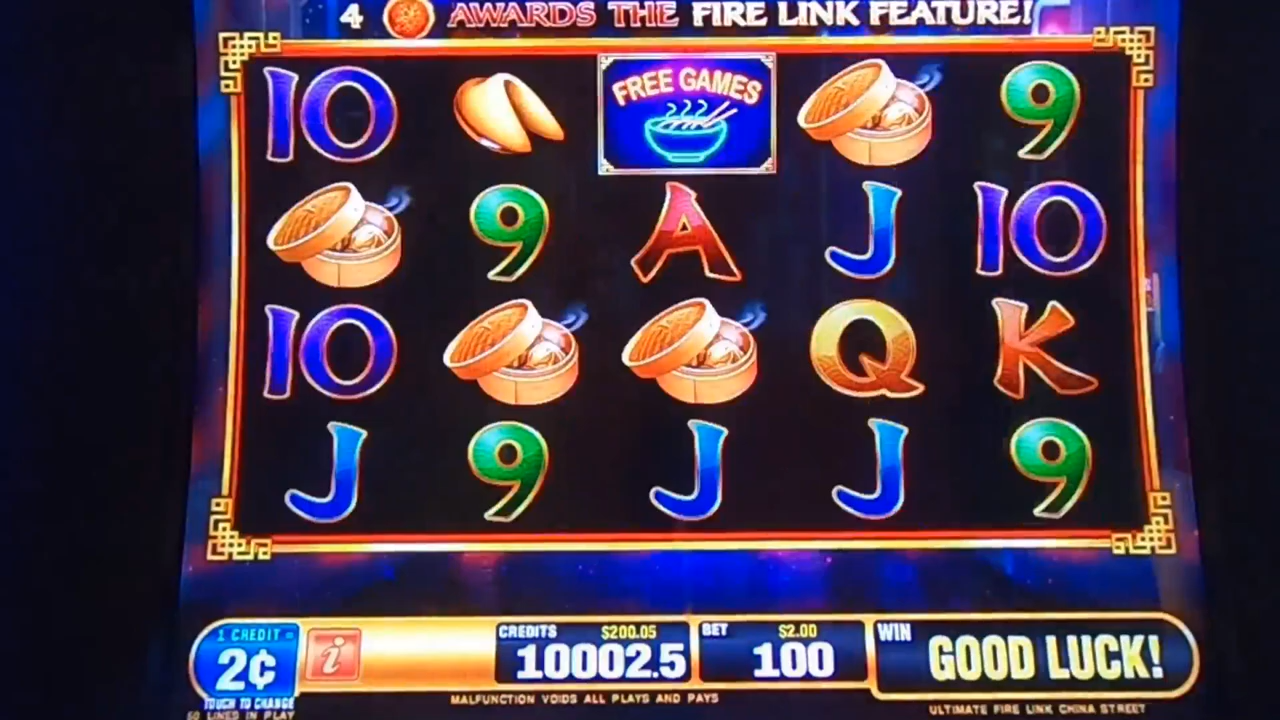 4 AWARDS THE FIRE LINK FEATURE!
10 FREE GAMES 9
9 A J 10
10 Q K
J 9 J J 9
1 CREDIT =
2¢
TOUCH TO CHANGE
50 LINES IN PLAY
i
CREDITS $200.05
10002.5
BET $2.00
100
WIN
GOOD LUCK!
MALFUNCTION VOIDS ALL PLAYS AND PAYS
ULTIMATE FIRE LINK CHINA STREET